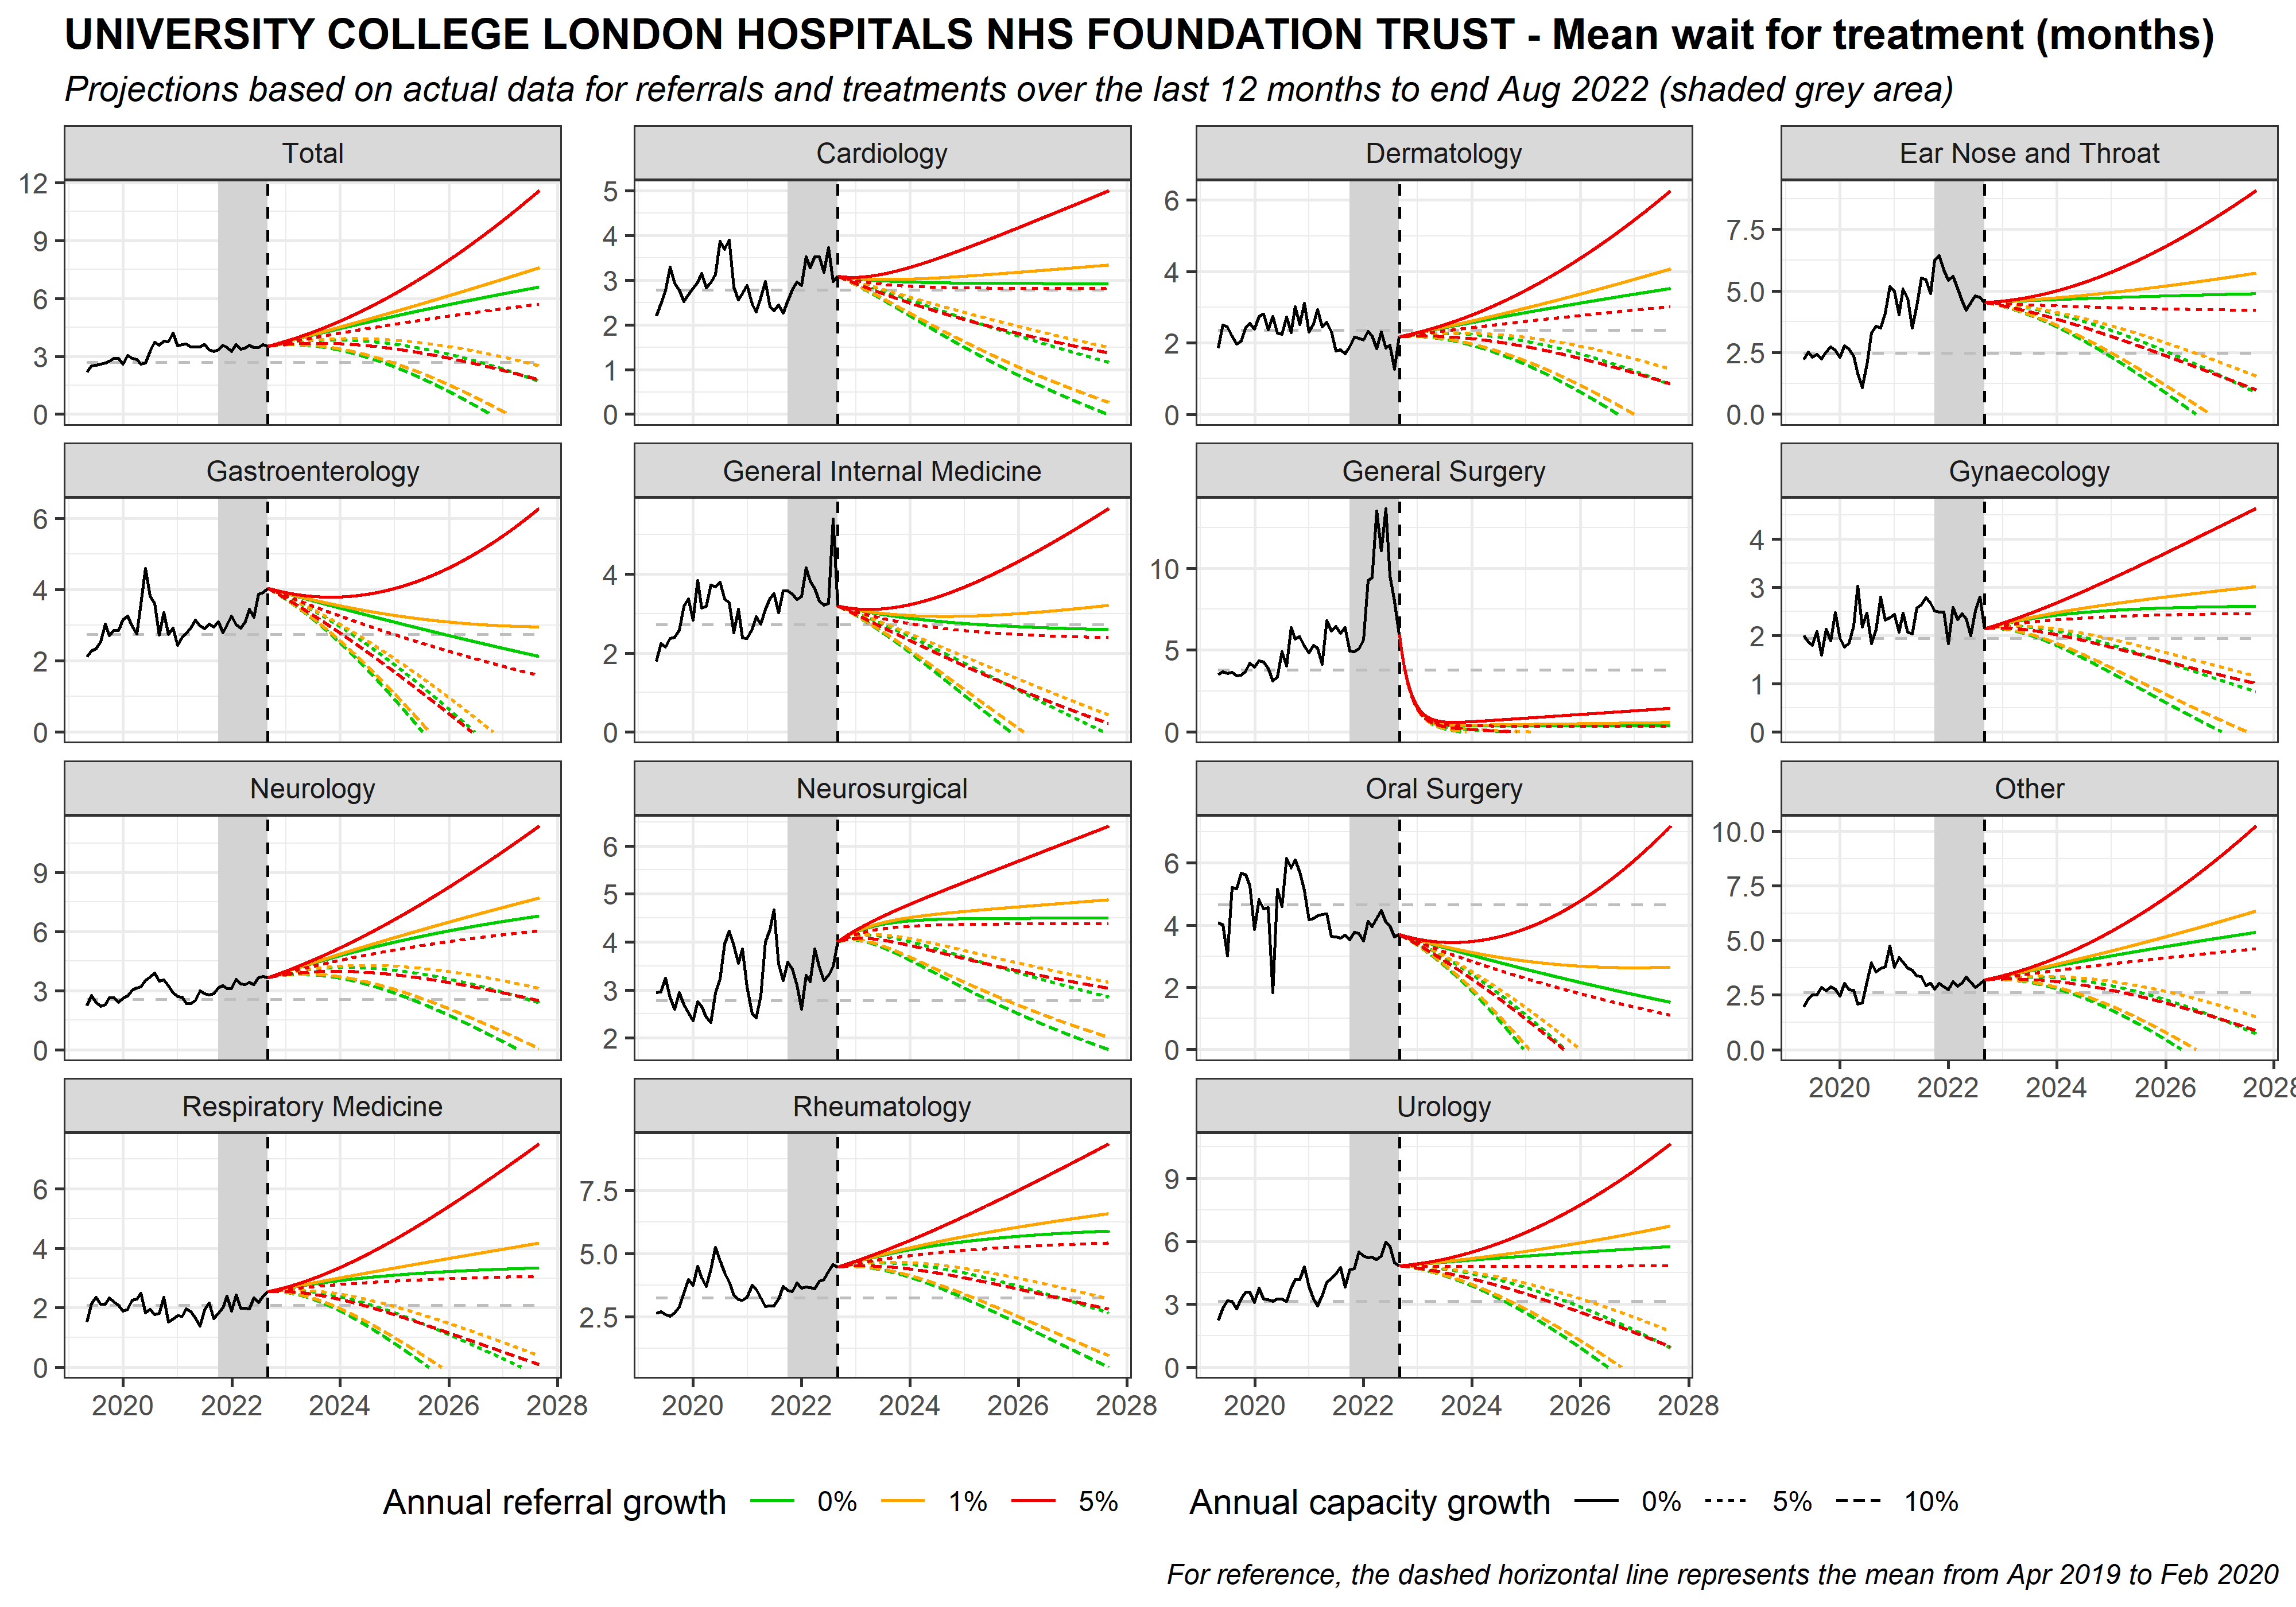 UNIVERSITY COLLEGE LONDON HOSPITALS NHS FOUNDATION TRUST - Mean wait for treatment (months)
Projections based on actual data for referrals and treatments over the last 12 months to end Aug 2022 (shaded grey area)
Total
Cardiology
Dermatology
Ear Nose and Throat
12
9
6
3
0
5
4
3
2
1
0
6
4
2
0
7.5
5.0
2.5
0.0
Gastroenterology
General Internal Medicine
General Surgery
Gynaecology
6
4
2
0
4
2
0
10
5
0
4
3
2
1
0
Neurology
Neurosurgical
Oral Surgery
Other
9
6
3
0
6
5
4
3
2
6
4
2
0
10.0
7.5
5.0
2.5
0.0
2020 2022 2024 2026 2028
Respiratory Medicine
Rheumatology
Urology
6
4
2
0
7.5
5.0
2.5
9
6
3
0
2020 2022 2024 2026 2028
2020 2022 2024 2026 2028
2020 2022 2024 2026 2028
Annual referral growth 0% 1% 5%
Annual capacity growth 0% 5% 10%
For reference, the dashed horizontal line represents the mean from Apr 2019 to Feb 2020